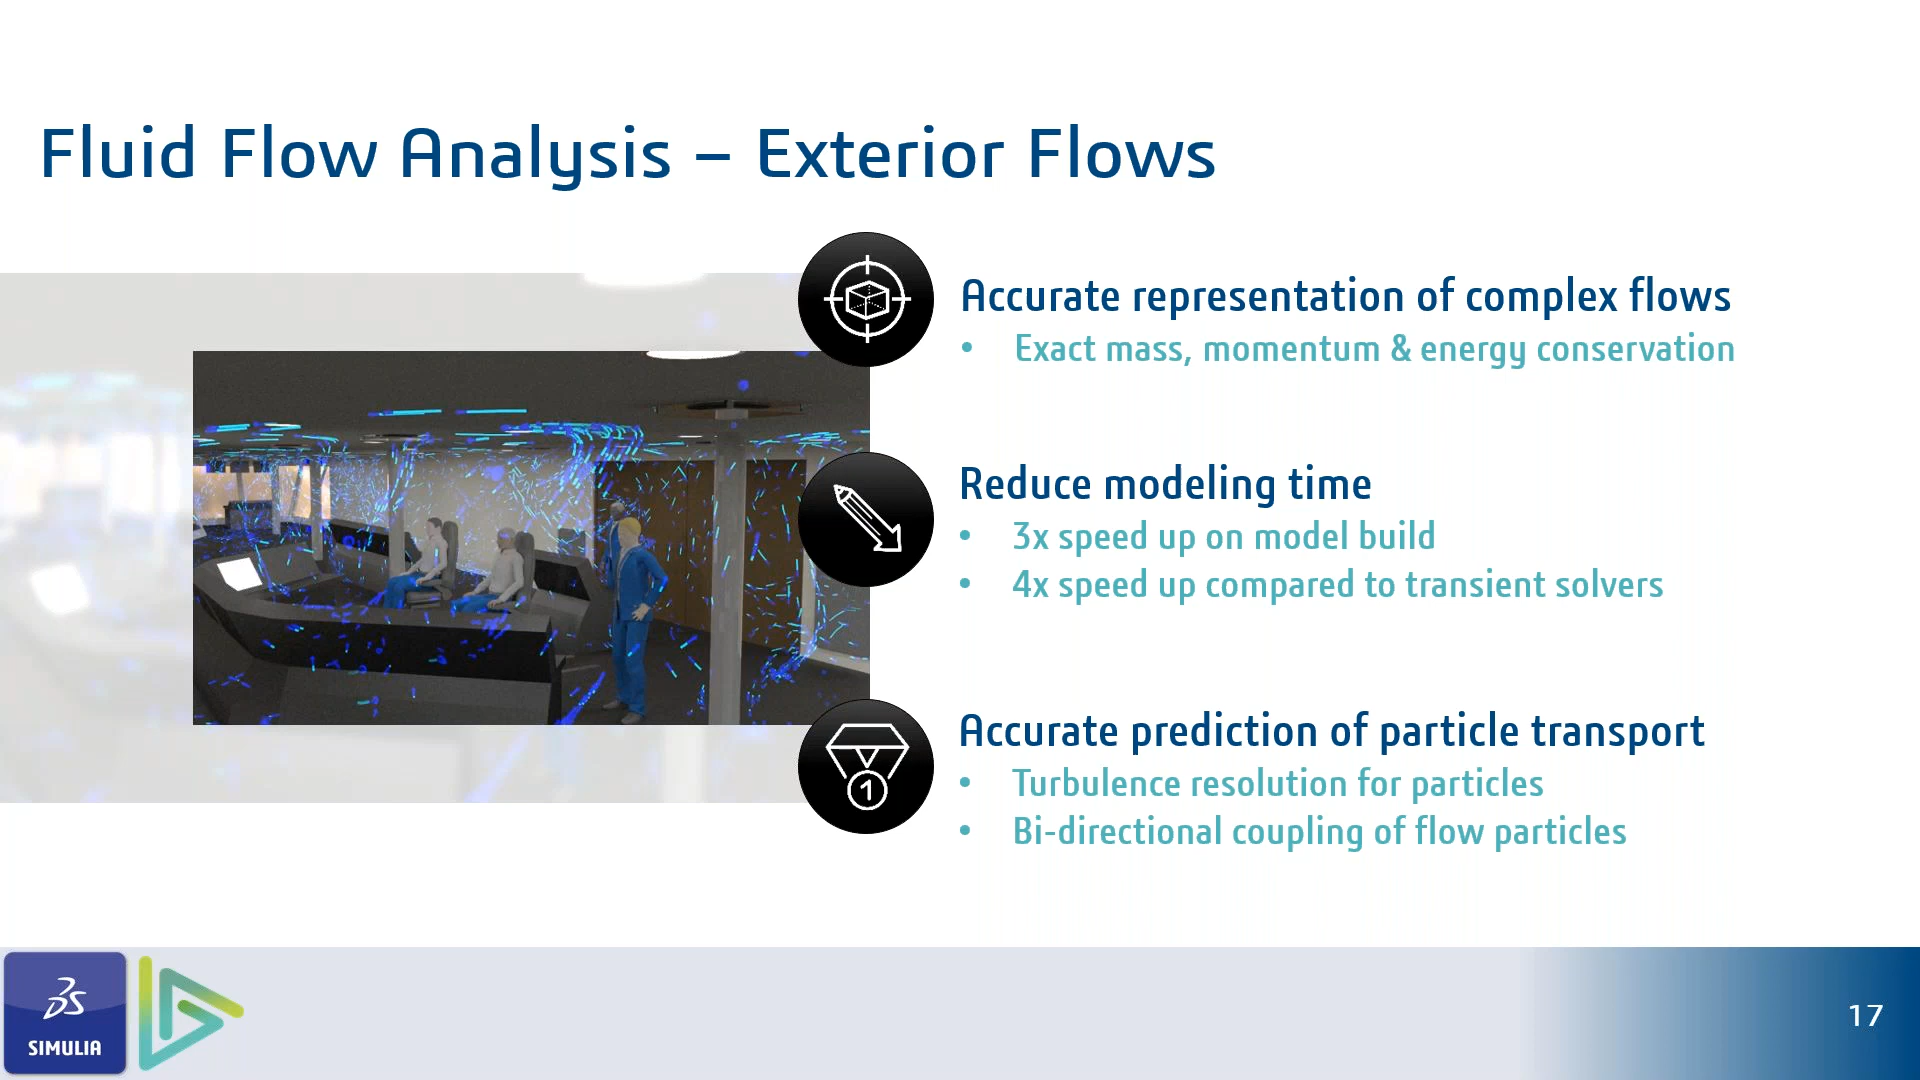 Fluid Flow Analysis – Exterior Flows
Accurate representation of complex flows
• Exact mass, momentum & energy conservation
Reduce modeling time
• 3x speed up on model build
• 4x speed up compared to transient solvers
1
Accurate prediction of particle transport
• Turbulence resolution for particles
• Bi-directional coupling of flow particles
3DS
SIMULIA
17